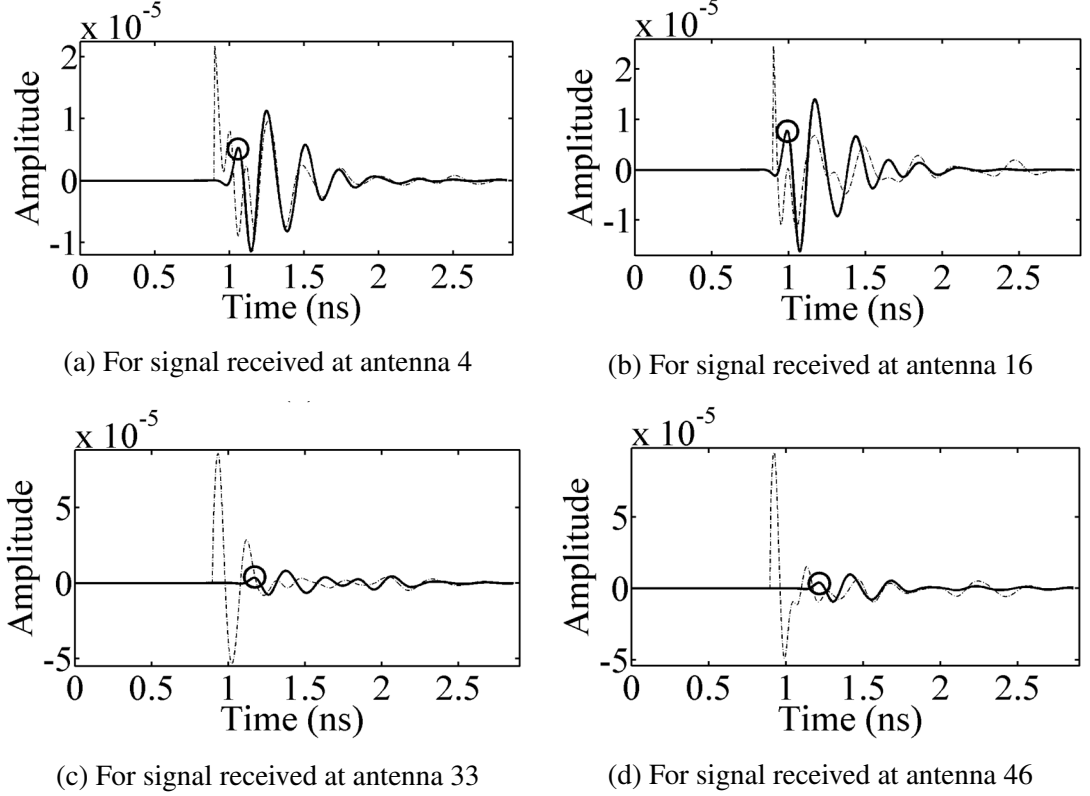 x 10-5
2
1
0
-1
Amplitude
0 0.5 1 1.5 2 2.5
Time (ns)
(a) For signal received at antenna 4
x 10-5
2
1
0
-1
Amplitude
0 0.5 1 1.5 2 2.5
Time (ns)
(b) For signal received at antenna 16
x 10-5
5
0
-5
Amplitude
0 0.5 1 1.5 2 2.5
Time (ns)
(c) For signal received at antenna 33
x 10-5
5
0
-5
Amplitude
0 0.5 1 1.5 2 2.5
Time (ns)
(d) For signal received at antenna 46